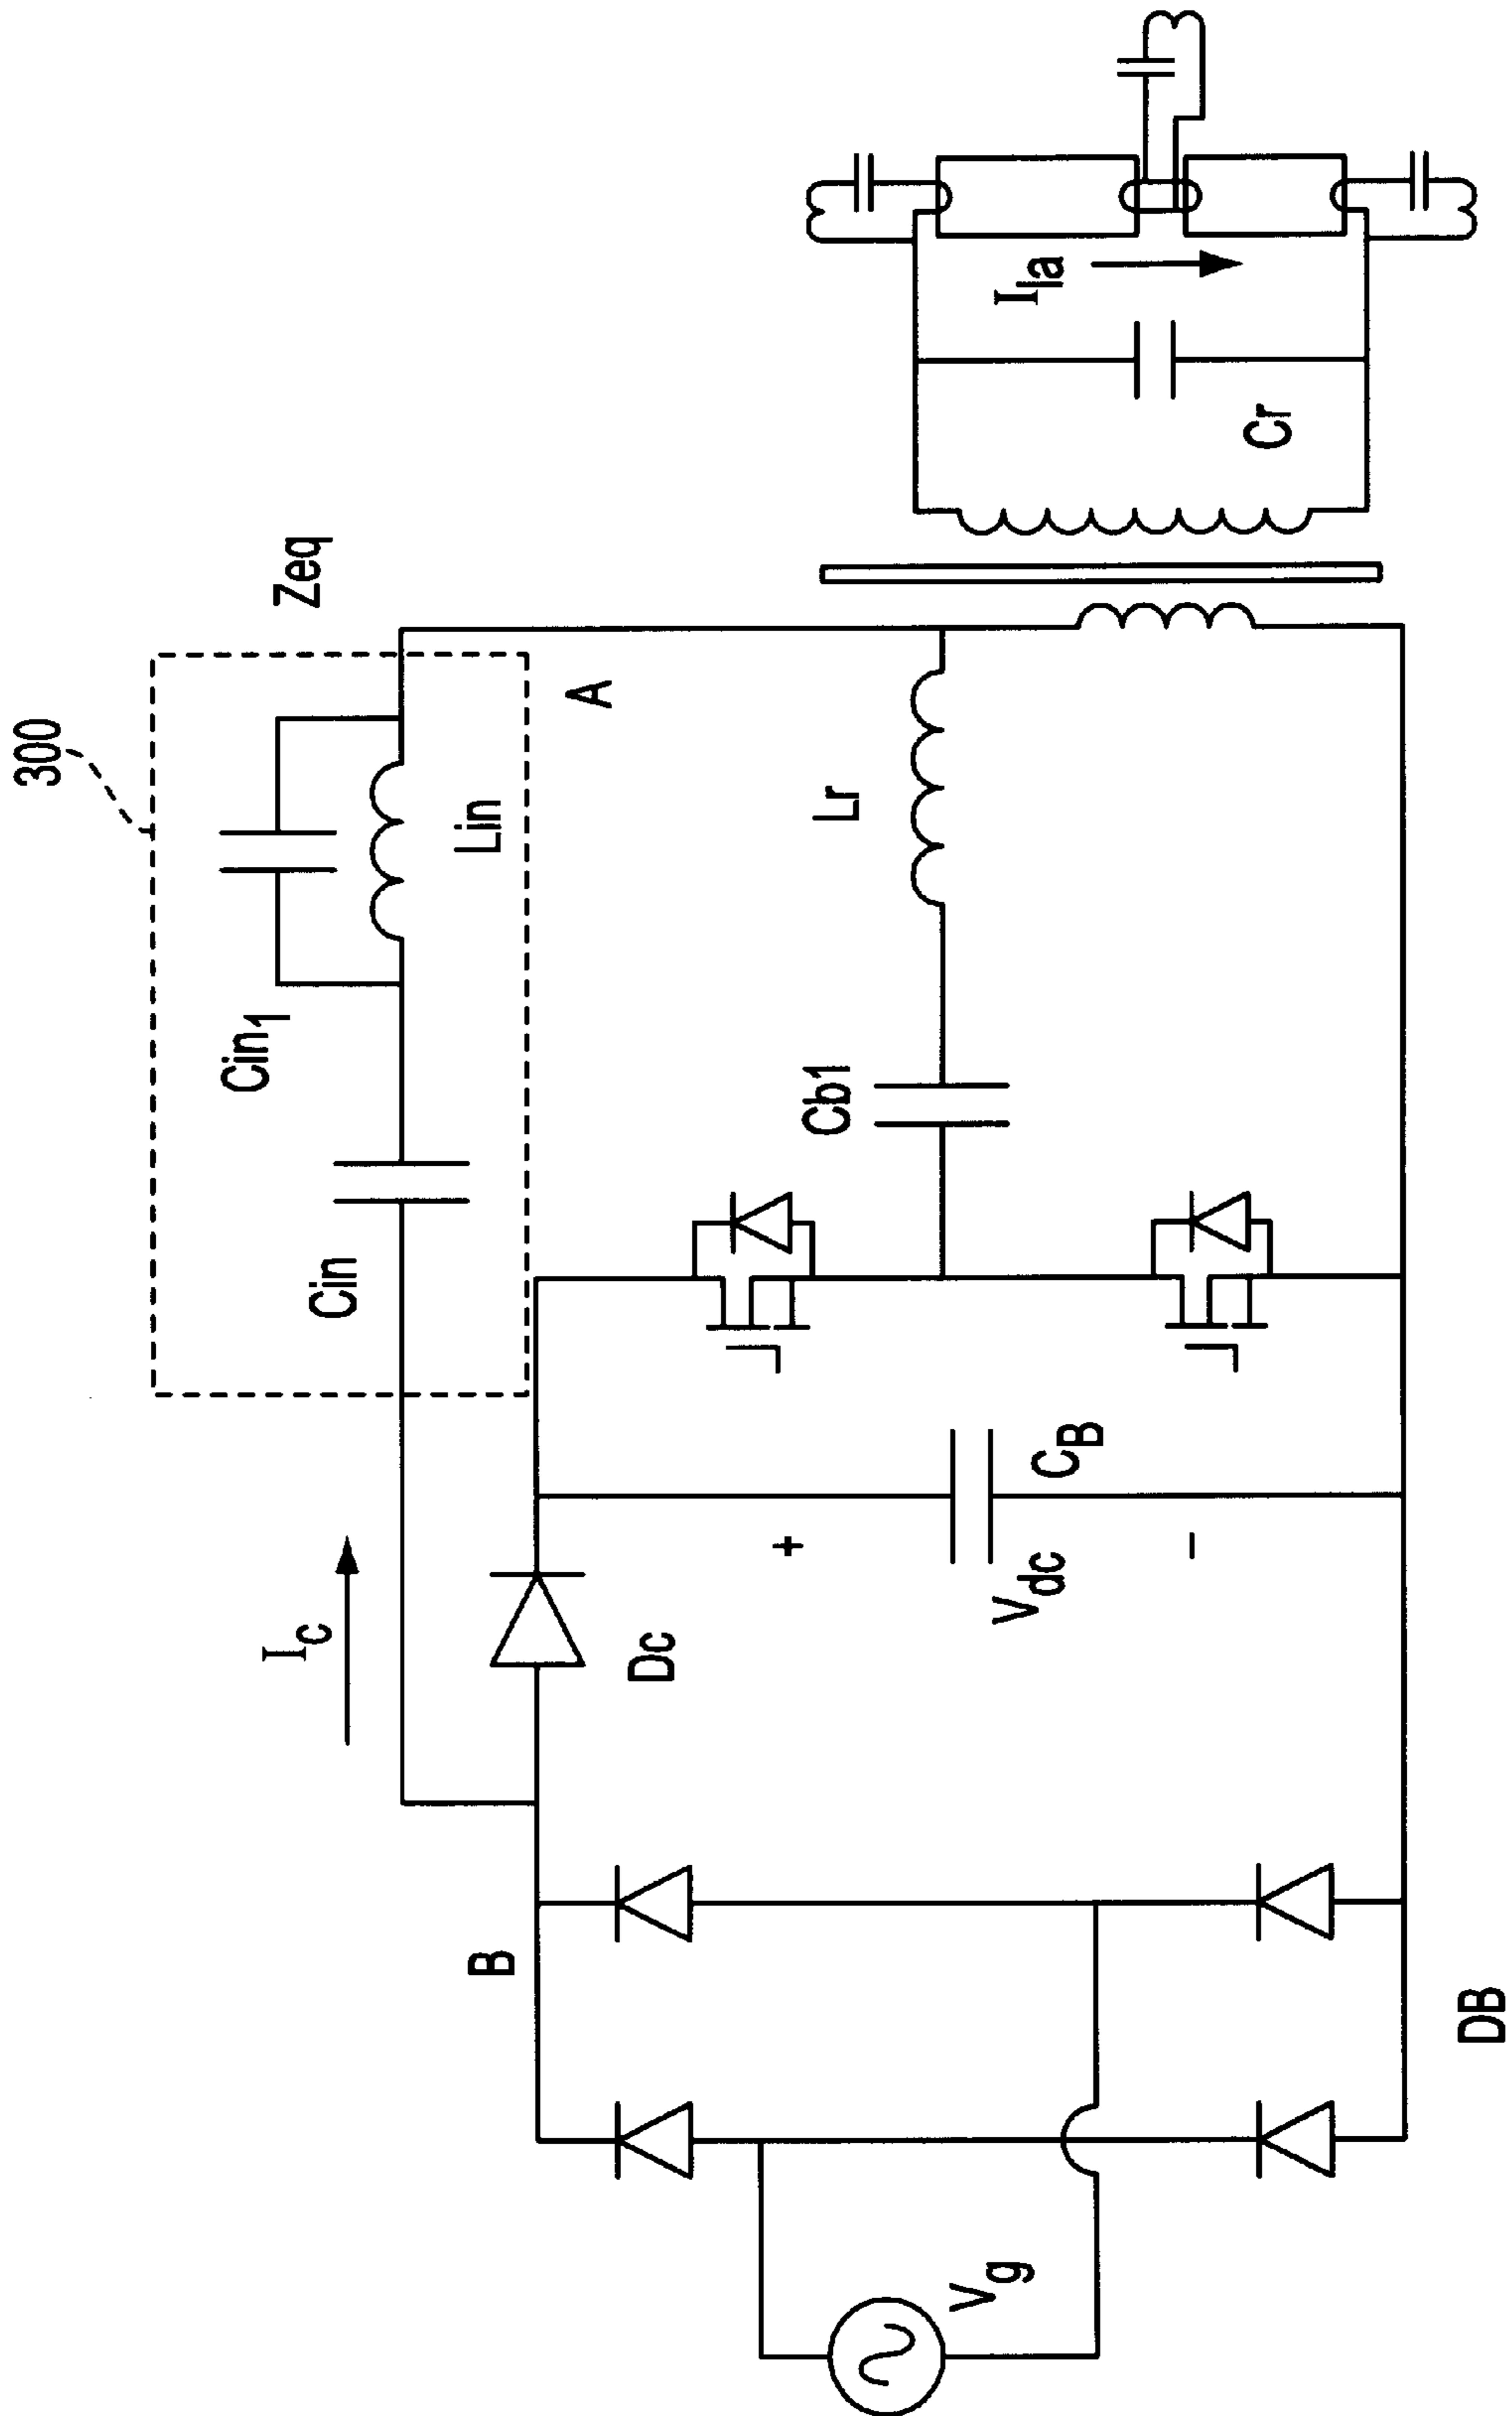 300
Zeq
Cin
Cin1
Lin
A
Ic
B
Dc
Vdc
+
−
CB
Cb1
Lr
Cr
Ila
Vg
DB